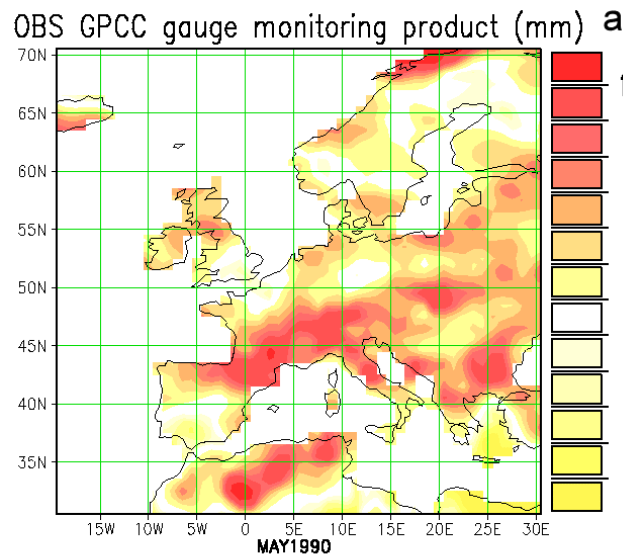 OBS GPCC gauge monitoring product (mm) a
70N
65N
60N
55N
50N
45N
40N
35N
15W 10W 5W 0 5E 10E 15E 20E 25E 30E
MAY1990